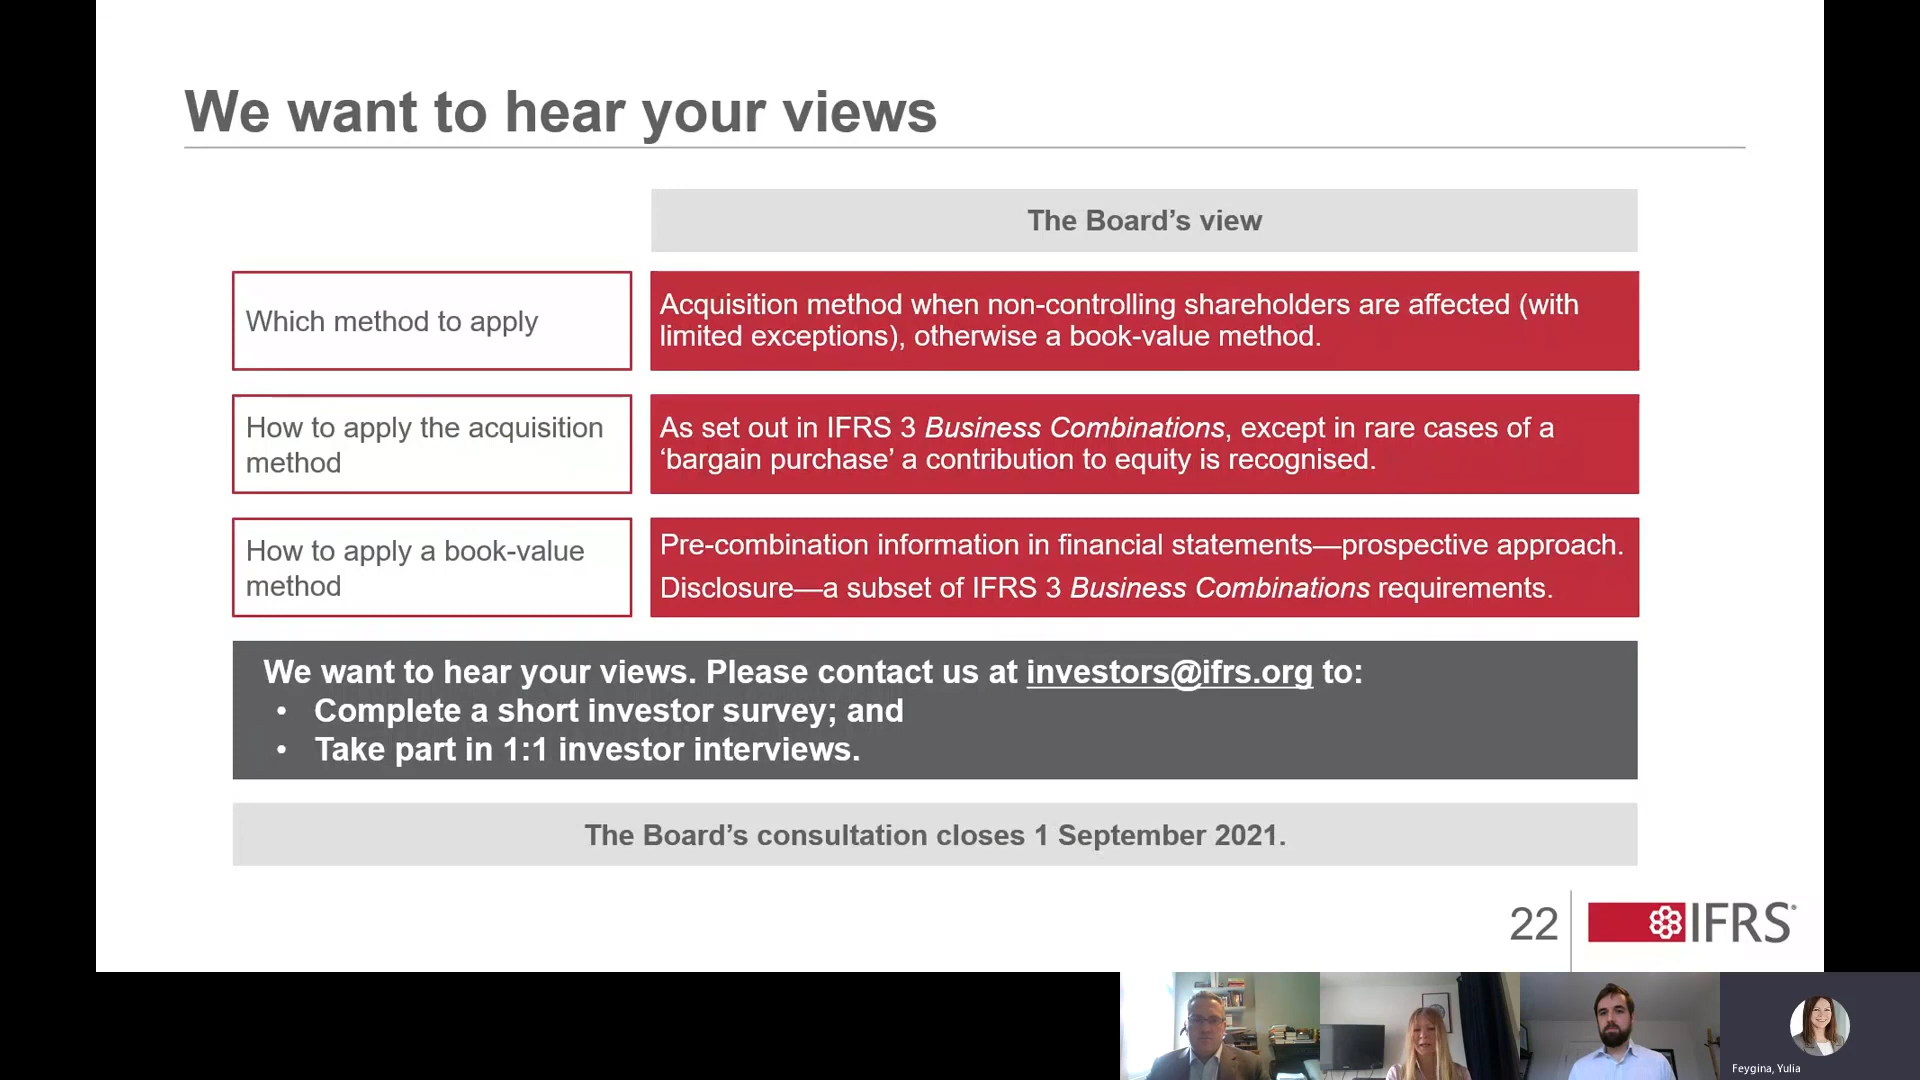 We want to hear your views
The Board’s view
Which method to apply
Acquisition method when non-controlling shareholders are affected (with
limited exceptions), otherwise a book-value method.
How to apply the acquisition
method
As set out in IFRS 3 Business Combinations, except in rare cases of a
‘bargain purchase’ a contribution to equity is recognised.
How to apply a book-value
method
Pre-combination information in financial statements—prospective approach.
Disclosure—a subset of IFRS 3 Business Combinations requirements.
We want to hear your views. Please contact us at investors@ifrs.org to:
• Complete a short investor survey; and
• Take part in 1:1 investor interviews.
The Board’s consultation closes 1 September 2021.
22
IFRS®
Feygina, Yulia